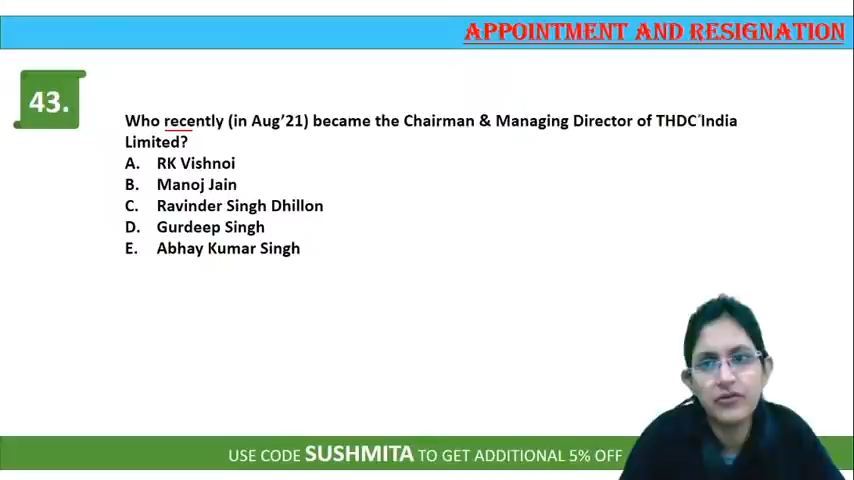 APPOINTMENT AND RESIGNATION
43.
Who recently (in Aug’21) became the Chairman & Managing Director of THDC India
Limited?
A. RK Vishnoi
B. Manoj Jain
C. Ravinder Singh Dhillon
D. Gurdeep Singh
E. Abhay Kumar Singh
USE CODE SUSHMITA TO GET ADDITIONAL 5% OFF